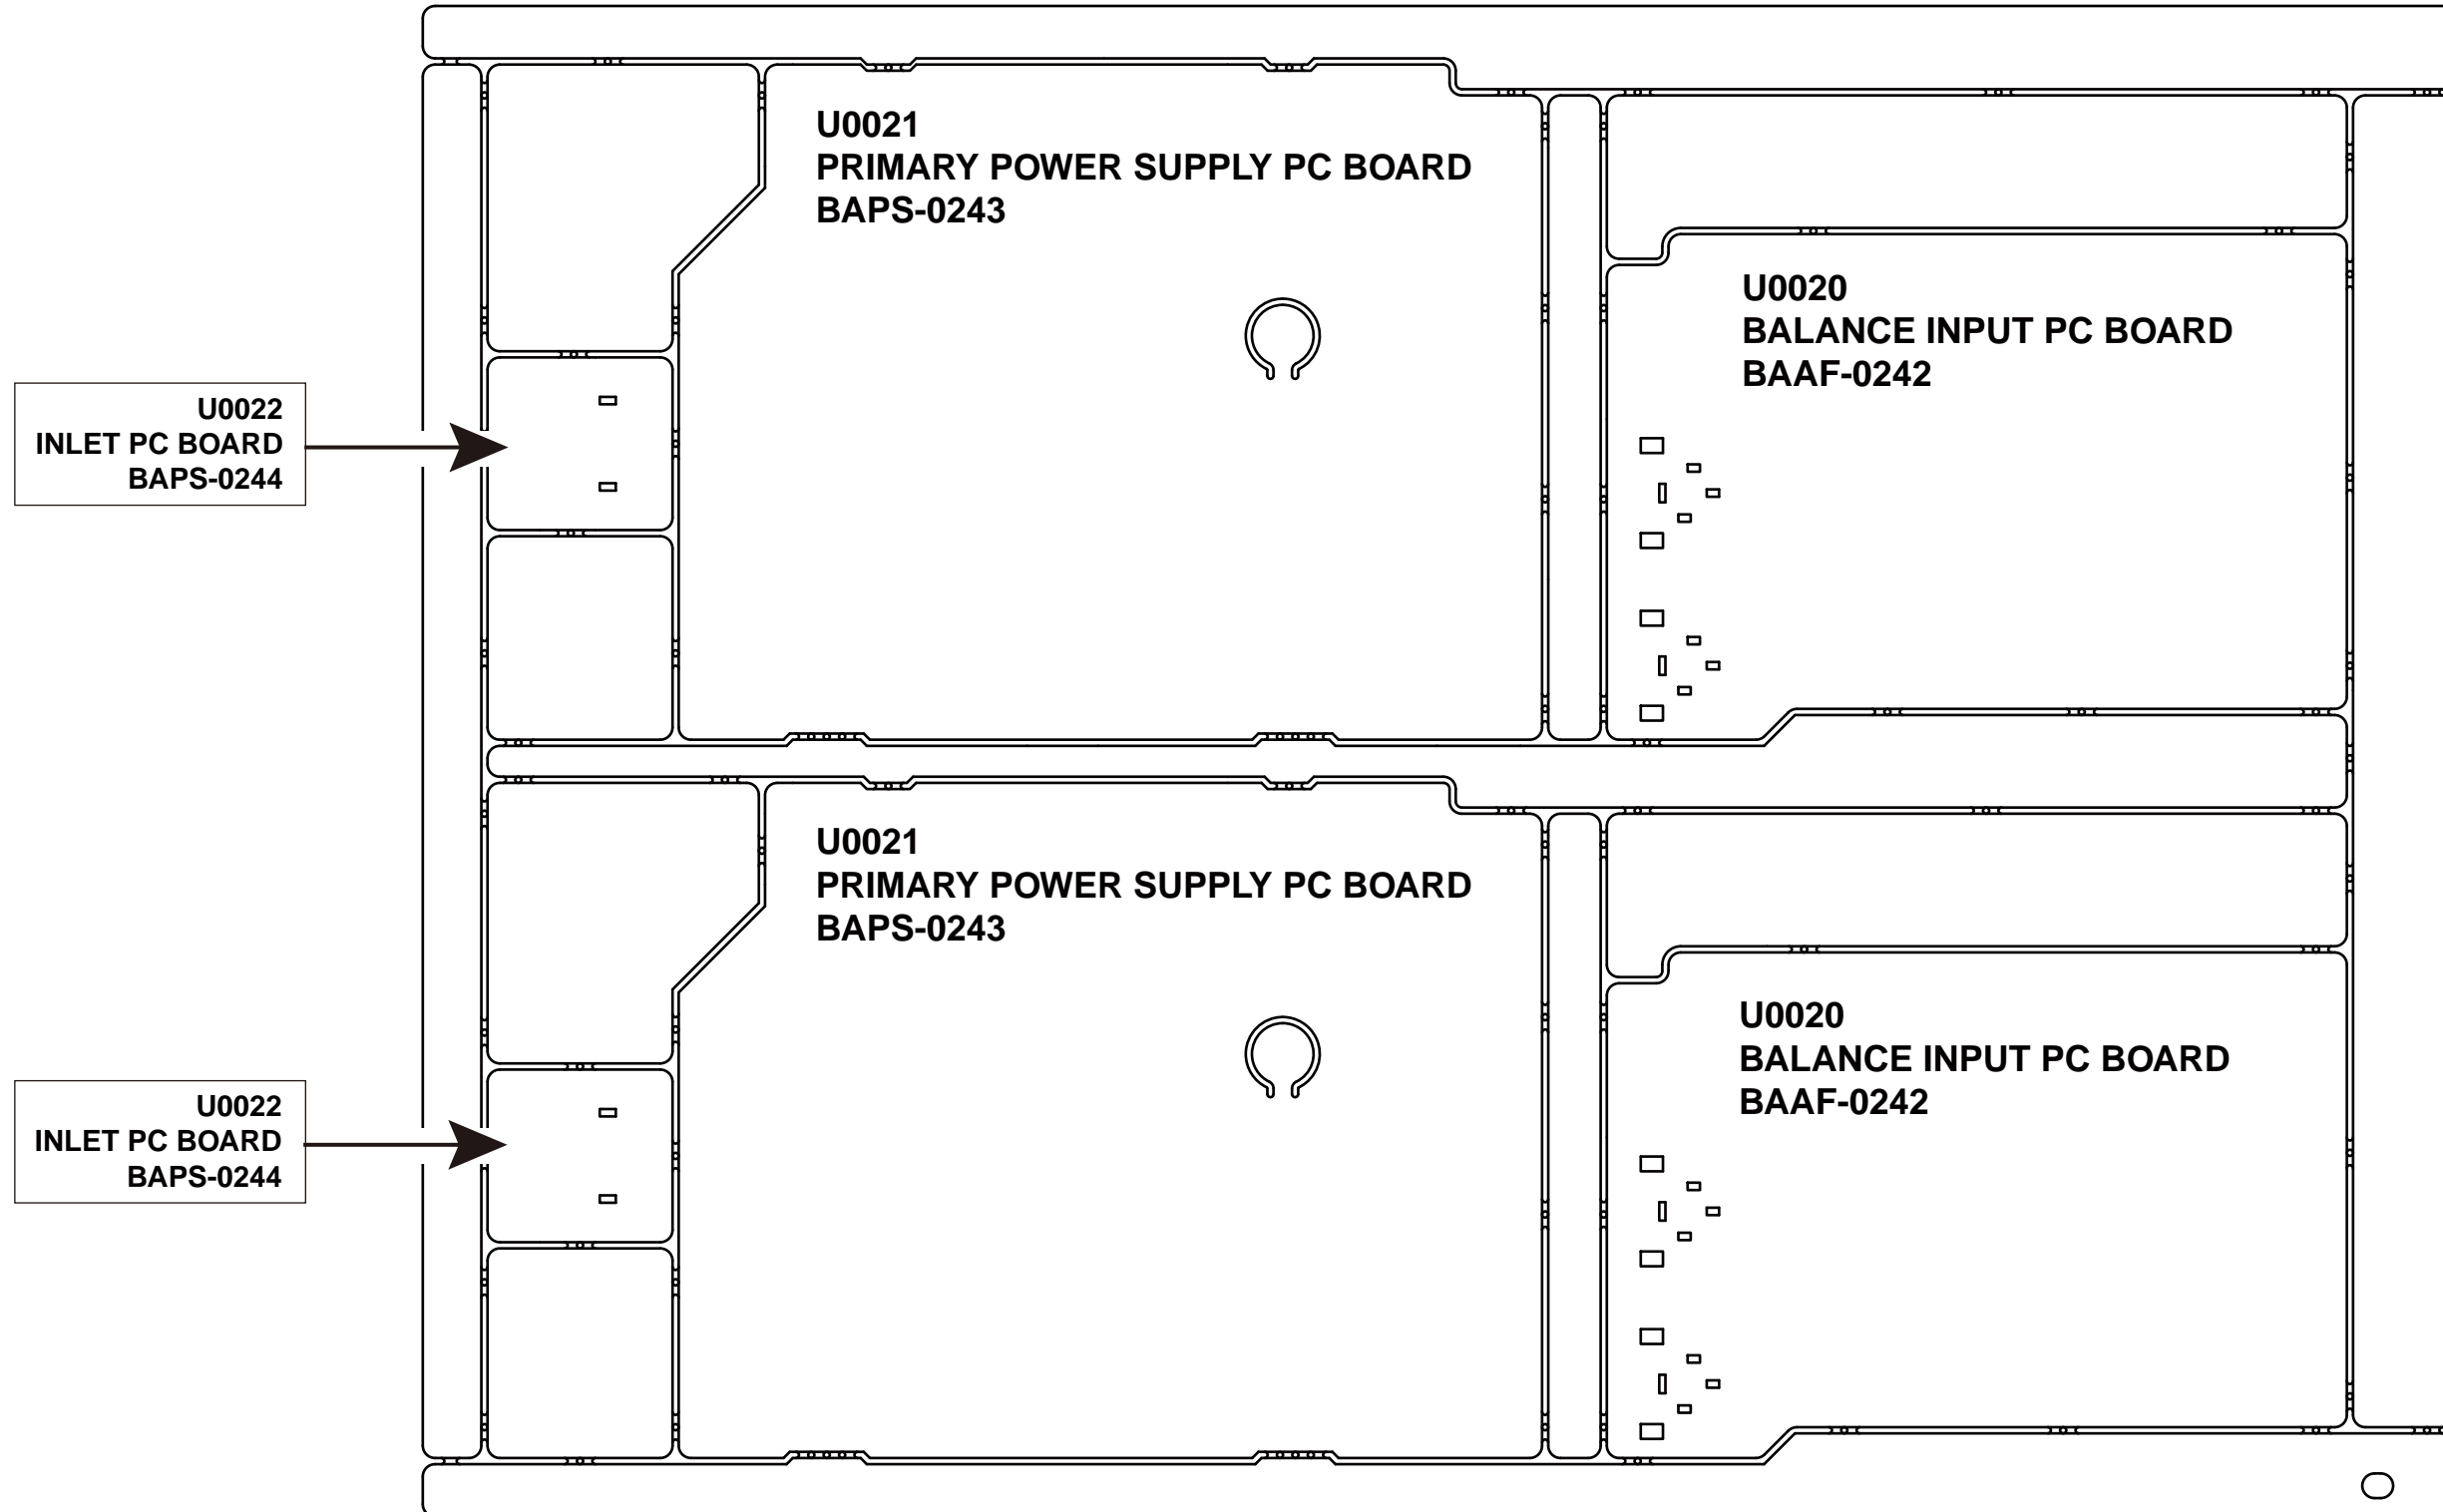 U0021
PRIMARY POWER SUPPLY PC BOARD
BAPS-0243
U0020
BALANCE INPUT PC BOARD
BAAF-0242
U0022
INLET PC BOARD
BAPS-0244
U0021
PRIMARY POWER SUPPLY PC BOARD
BAPS-0243
U0020
BALANCE INPUT PC BOARD
BAAF-0242
U0022
INLET PC BOARD
BAPS-0244